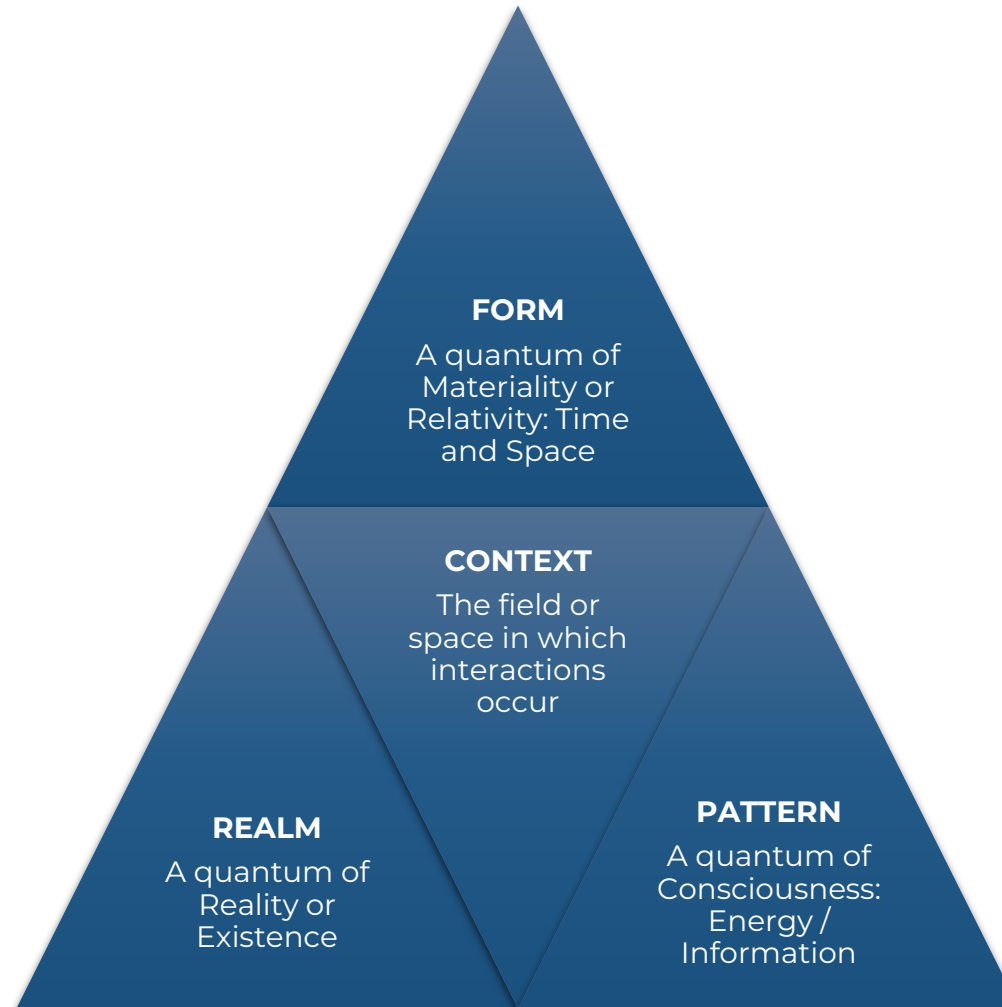 FORM
A quantum of
Materiality or
Relativity: Time
and Space
CONTEXT
The field or
space in which
interactions
occur
REALM
A quantum of
Reality or
Existence
PATTERN
A quantum of
Consciousness:
Energy /
Information